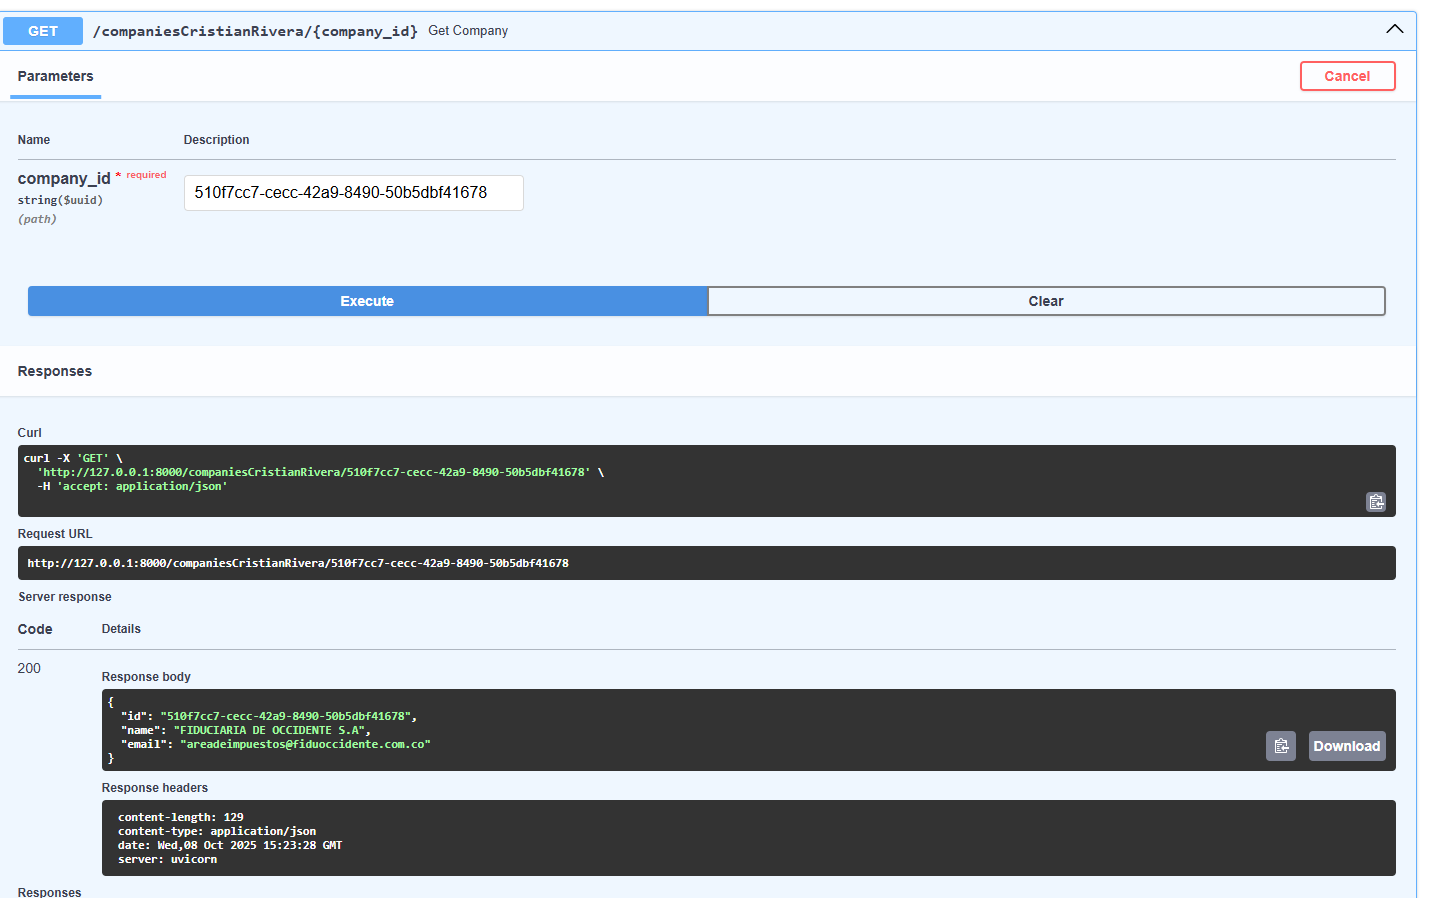 GET /companiesCristianRivera/{company_id} Get Company
Parameters
Cancel
Name Description
company_id * required
string($uuid)
(path)
510f7cc7-cecc-42a9-8490-50b5dbf41678
Execute Clear
Responses
Curl
curl -X 'GET' \
'http://127.0.0.1:8000/companiesCristianRivera/510f7cc7-cecc-42a9-8490-50b5dbf41678' \
-H 'accept: application/json'
Request URL
http://127.0.0.1:8000/companiesCristianRivera/510f7cc7-cecc-42a9-8490-50b5dbf41678
Server response
Code Details
200
Response body
{
"id": "510f7cc7-cecc-42a9-8490-50b5dbf41678",
"name": "FIDUCIARIA DE OCCIDENTE S.A",
"email": "areadeimpuestos@fiduoccidente.com.co"
}
Download
Response headers
content-length: 129
content-type: application/json
date: Wed,08 Oct 2025 15:23:28 GMT
server: uvicorn
Responses